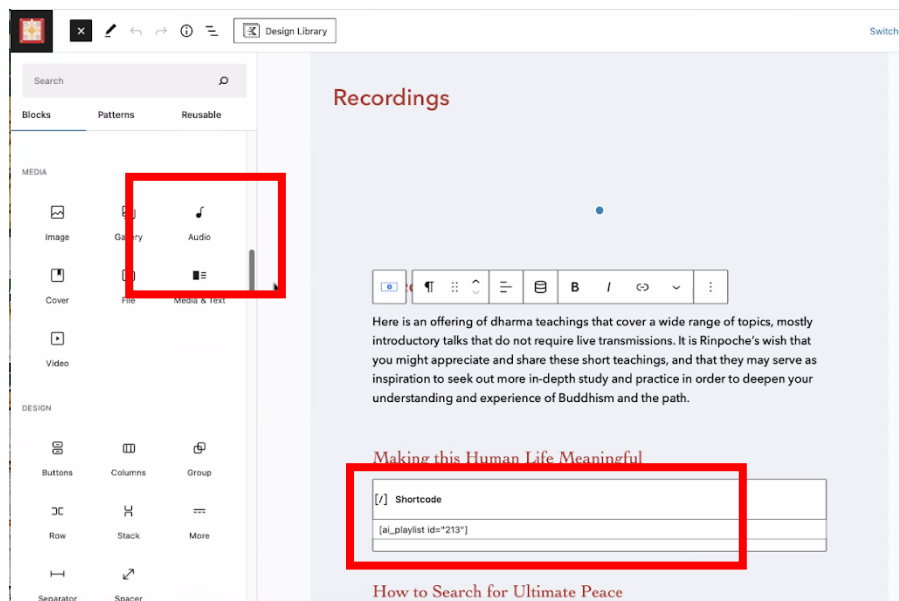 Design Library
Switch
Search
Blocks Patterns Reusable
MEDIA
Image Gallery Audio
Cover File Media & Text
Video
DESIGN
Buttons Columns Group
Row Stack More
Separator Spacer
Recordings
B I
Here is an offering of dharma teachings that cover a wide range of topics, mostly
introductory talks that do not require live transmissions. It is Rinpoche's wish that
you might appreciate and share these short teachings, and that they may serve as
inspiration to seek out more in-depth study and practice in order to deepen your
understanding and experience of Buddhism and the path.
Making this Human Life Meaningful
[/] Shortcode
[ai_playlist id="213"]
How to Search for Ultimate Peace